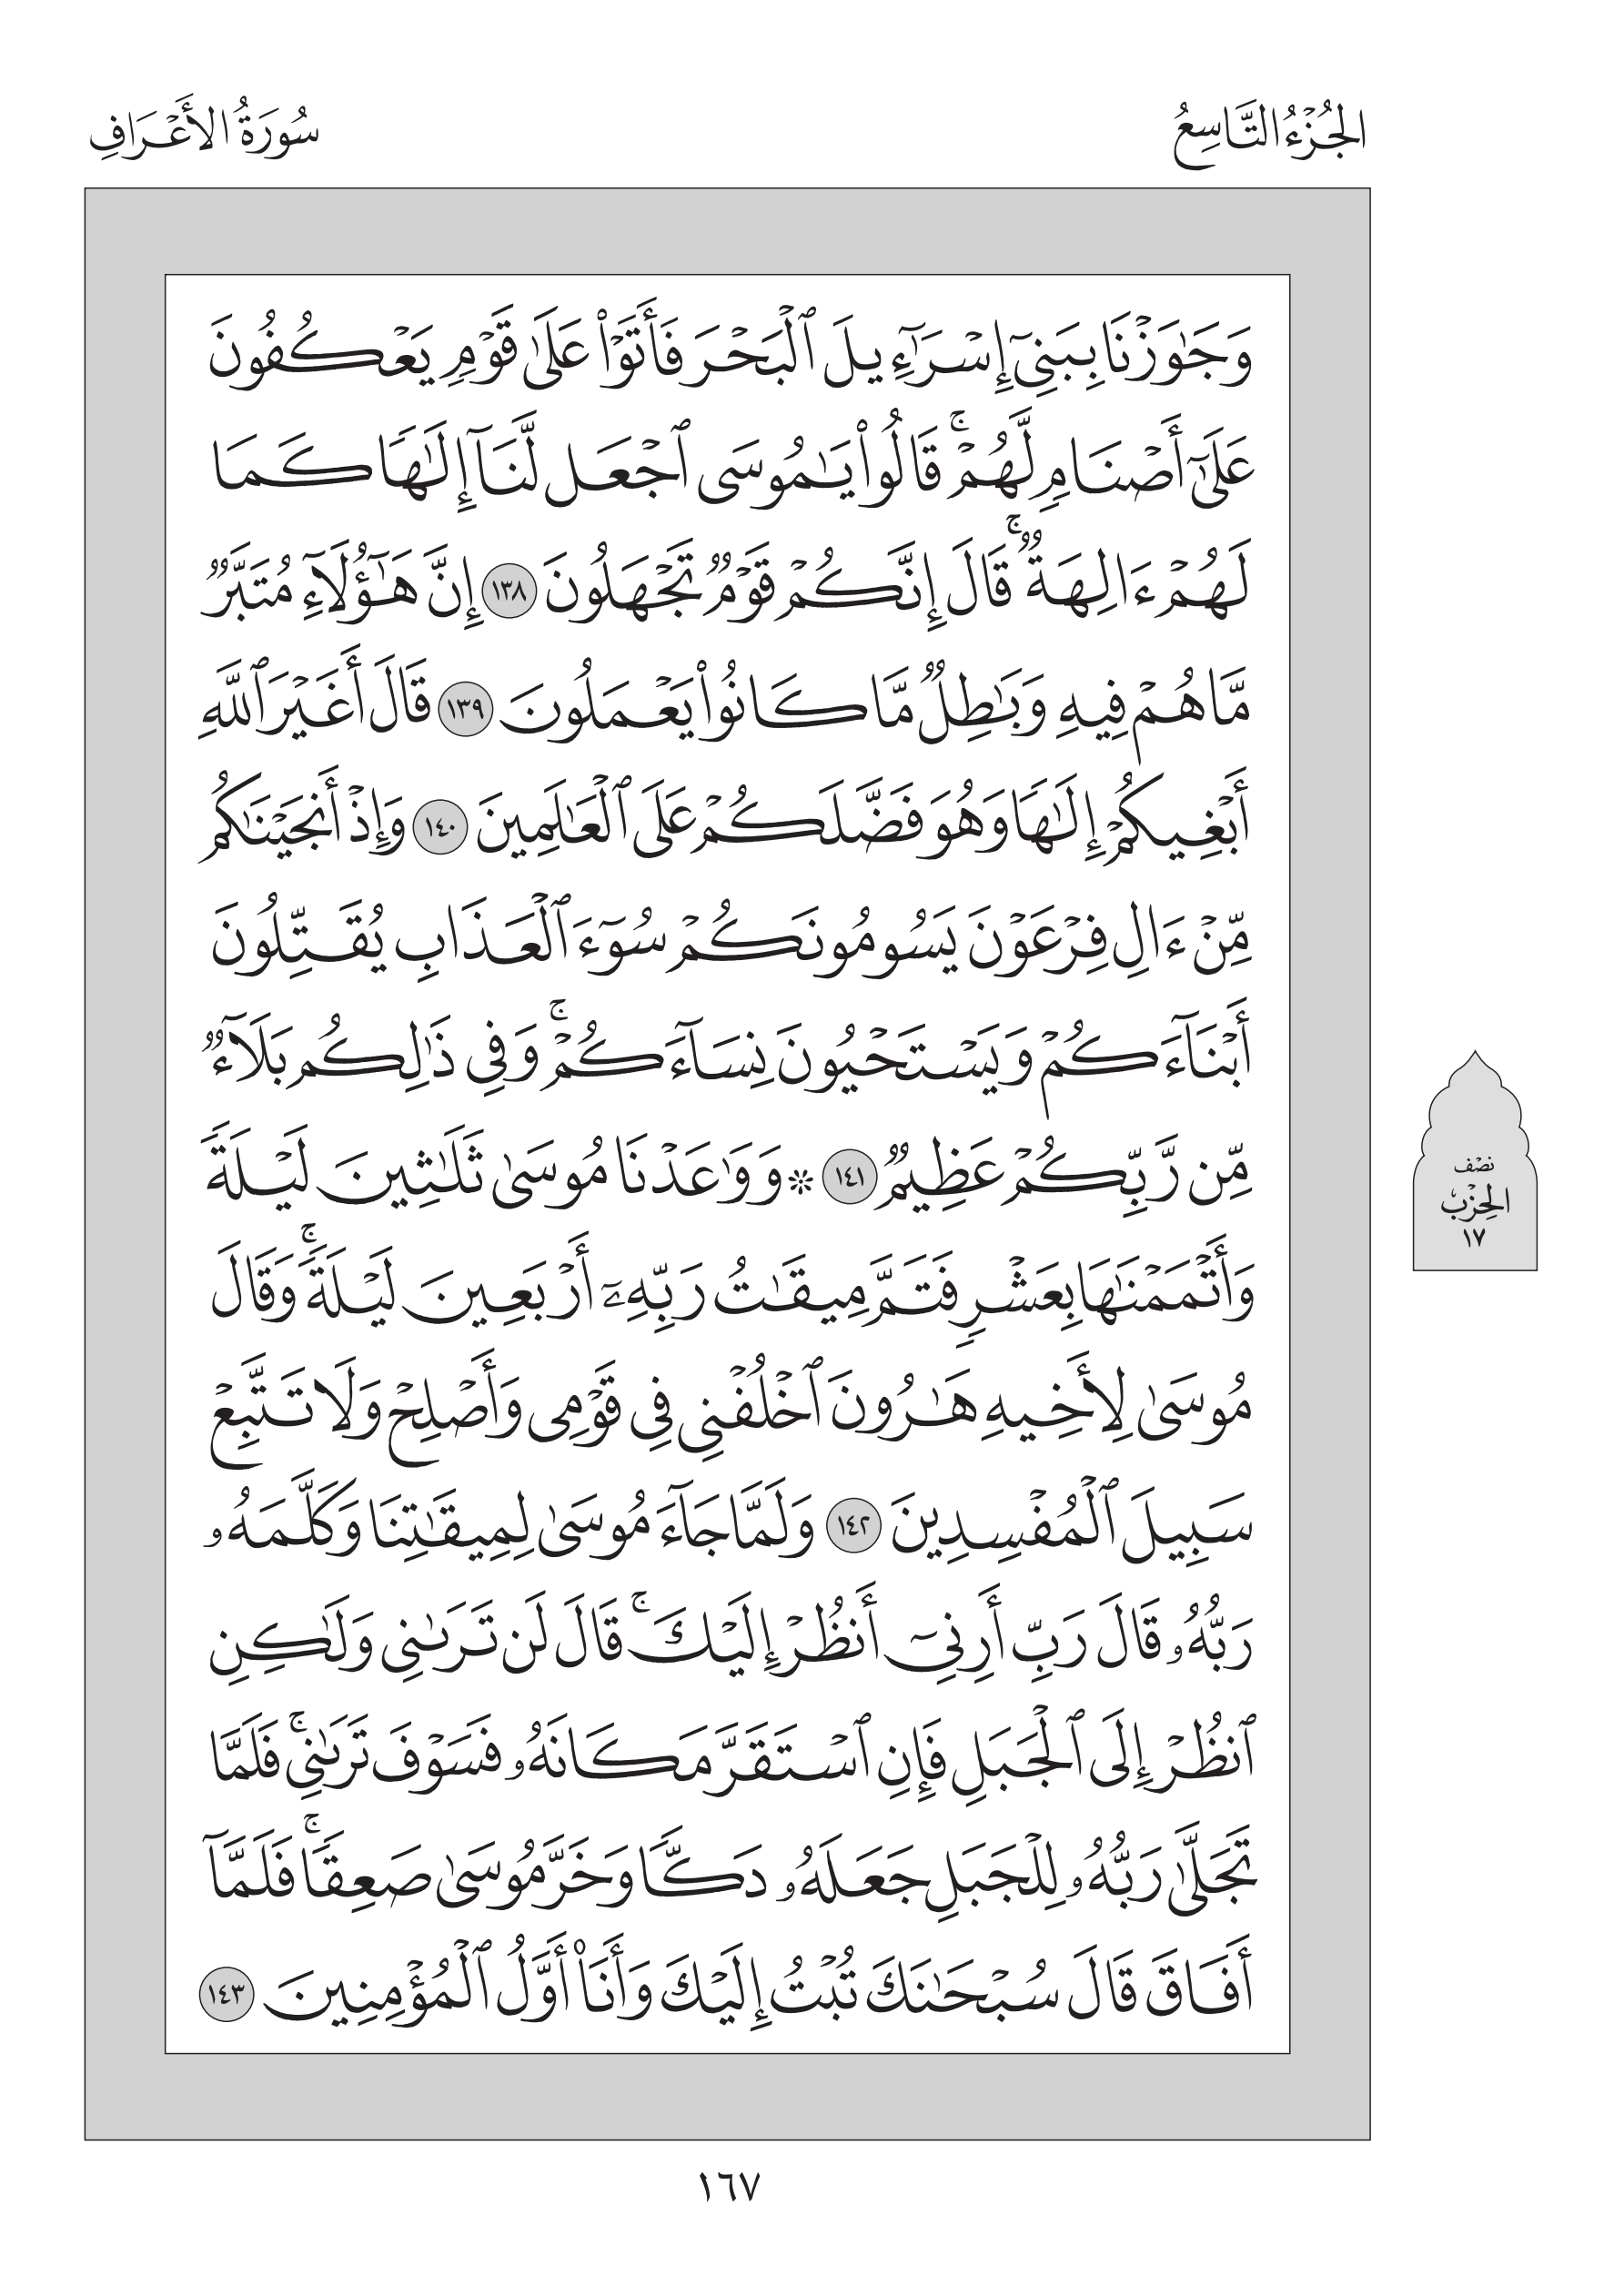 الجُزْءُ التَّاسِعُ
سُورَةُ الأَعْرَافِ
وَجَٰوَزْنَا بِبَنِىٓ إِسْرَٰٓءِيلَ ٱلْبَحْرَ فَأَتَوْا۟ عَلَىٰ قَوْمٍ يَعْكُفُونَ
عَلَىٰٓ أَصْنَامٍ لَّهُمْ ۚ قَالُوا۟ يَٰمُوسَى ٱجْعَل لَّنَآ إِلَٰهًا كَمَا
لَهُمْ ءَالِهَةٌ ۚ قَالَ إِنَّكُمْ قَوْمٌ تَجْهَلُونَ ١٣٨ إِنَّ هَٰٓؤُلَآءِ مُتَبَّرٌ
مَّا هُمْ فِيهِ وَبَٰطِلٌ مَّا كَانُوا۟ يَعْمَلُونَ ١٣٩ قَالَ أَغَيْرَ ٱللَّهِ
أَبْغِيكُمْ إِلَٰهًا وَهُوَ فَضَّلَكُمْ عَلَى ٱلْعَٰلَمِينَ ١٤٠ وَإِذْ أَنجَيْنَٰكُم
مِّنْ ءَالِ فِرْعَوْنَ يَسُومُونَكُمْ سُوٓءَ ٱلْعَذَابِ يُقَتِّلُونَ
أَبْنَآءَكُمْ وَيَسْتَحْيُونَ نِسَآءَكُمْ ۚ وَفِى ذَٰلِكُم بَلَآءٌ
مِّن رَّبِّكُمْ عَظِيمٌ ١٤١ ۞ وَوَٰعَدْنَا مُوسَىٰ ثَلَٰثِينَ لَيْلَةً
وَأَتْمَمْنَٰهَا بِعَشْرٍ فَتَمَّ مِيقَٰتُ رَبِّهِۦٓ أَرْبَعِينَ لَيْلَةً ۚ وَقَالَ
مُوسَىٰ لِأَخِيهِ هَٰرُونَ ٱخْلُفْنِى فِى قَوْمِى وَأَصْلِحْ وَلَا تَتَّبِعْ
سَبِيلَ ٱلْمُفْسِدِينَ ١٤٢ وَلَمَّا جَآءَ مُوسَىٰ لِمِيقَٰتِنَا وَكَلَّمَهُۥ
رَبُّهُۥ قَالَ رَبِّ أَرِنِىٓ أَنظُرْ إِلَيْكَ ۚ قَالَ لَن تَرَىٰنِى وَلَٰكِنِ
ٱنظُرْ إِلَى ٱلْجَبَلِ فَإِنِ ٱسْتَقَرَّ مَكَانَهُۥ فَسَوْفَ تَرَىٰنِى ۚ فَلَمَّا
تَجَلَّىٰ رَبُّهُۥ لِلْجَبَلِ جَعَلَهُۥ دَكًّا وَخَرَّ مُوسَىٰ صَعِقًا ۚ فَلَمَّآ
أَفَاقَ قَالَ سُبْحَٰنَكَ تُبْتُ إِلَيْكَ وَأَنَا۠ أَوَّلُ ٱلْمُؤْمِنِينَ ١٤٣
نصْف
الحِزْب
١٧
١٦٧